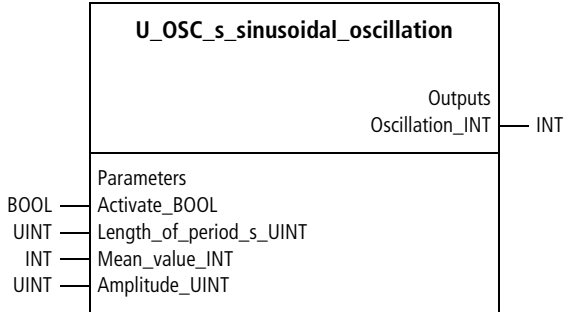 U_OSC_s_sinusoidal_oscillation
Outputs
Oscillation_INT INT
Parameters
BOOL Activate_BOOL
UINT Length_of_period_s_UINT
INT Mean_value_INT
UINT Amplitude_UINT